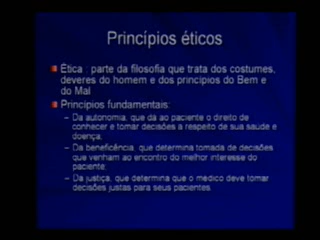 Princípios éticos
Ética : parte da filosofia que trata dos costumes,
deveres do homem e dos princípios do Bem e
do Mal
Princípios fundamentais:
– Da autonomia, que dá ao paciente o direito de
conhecer e tomar decisões a respeito de sua saúde e
doença;
– Da beneficência, que determina tomada de decisões
que venham ao encontro do melhor interesse do
paciente;
– Da justiça, que determina que o médico deve tomar
decisões justas para seus pacientes